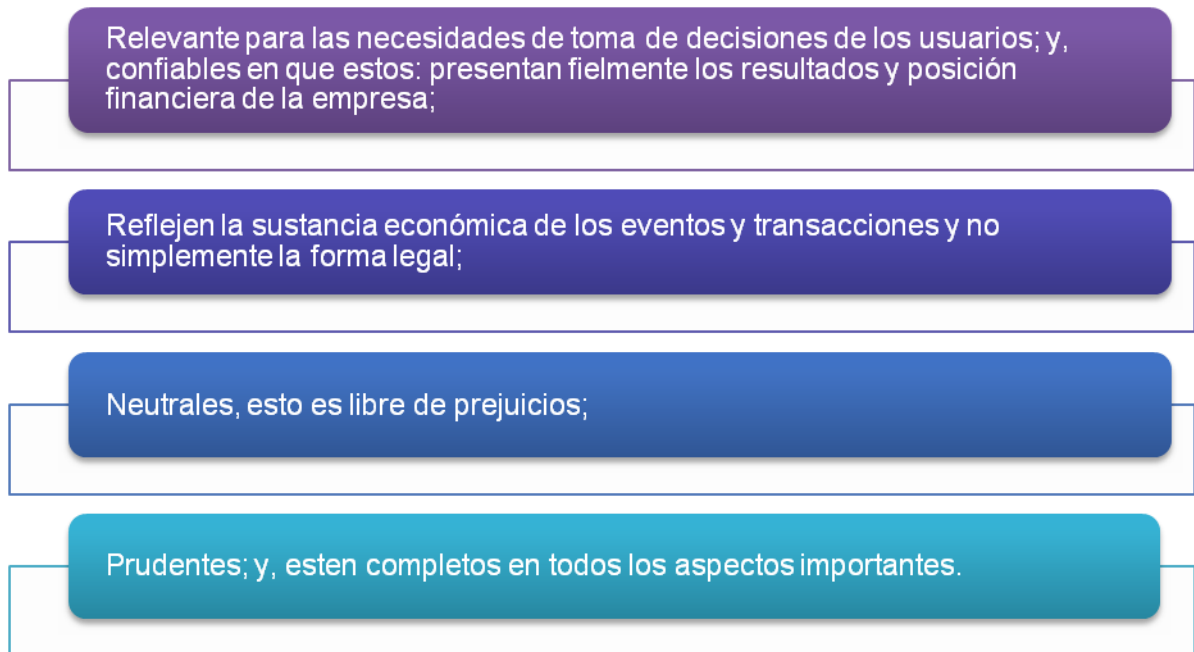 Relevante para las necesidades de toma de decisiones de los usuarios; y,
confiables en que estos: presentan fielmente los resultados y posición
financiera de la empresa;
Reflejen la sustancia económica de los eventos y transacciones y no
simplemente la forma legal;
Neutrales, esto es libre de prejuicios;
Prudentes; y, esten completos en todos los aspectos importantes.